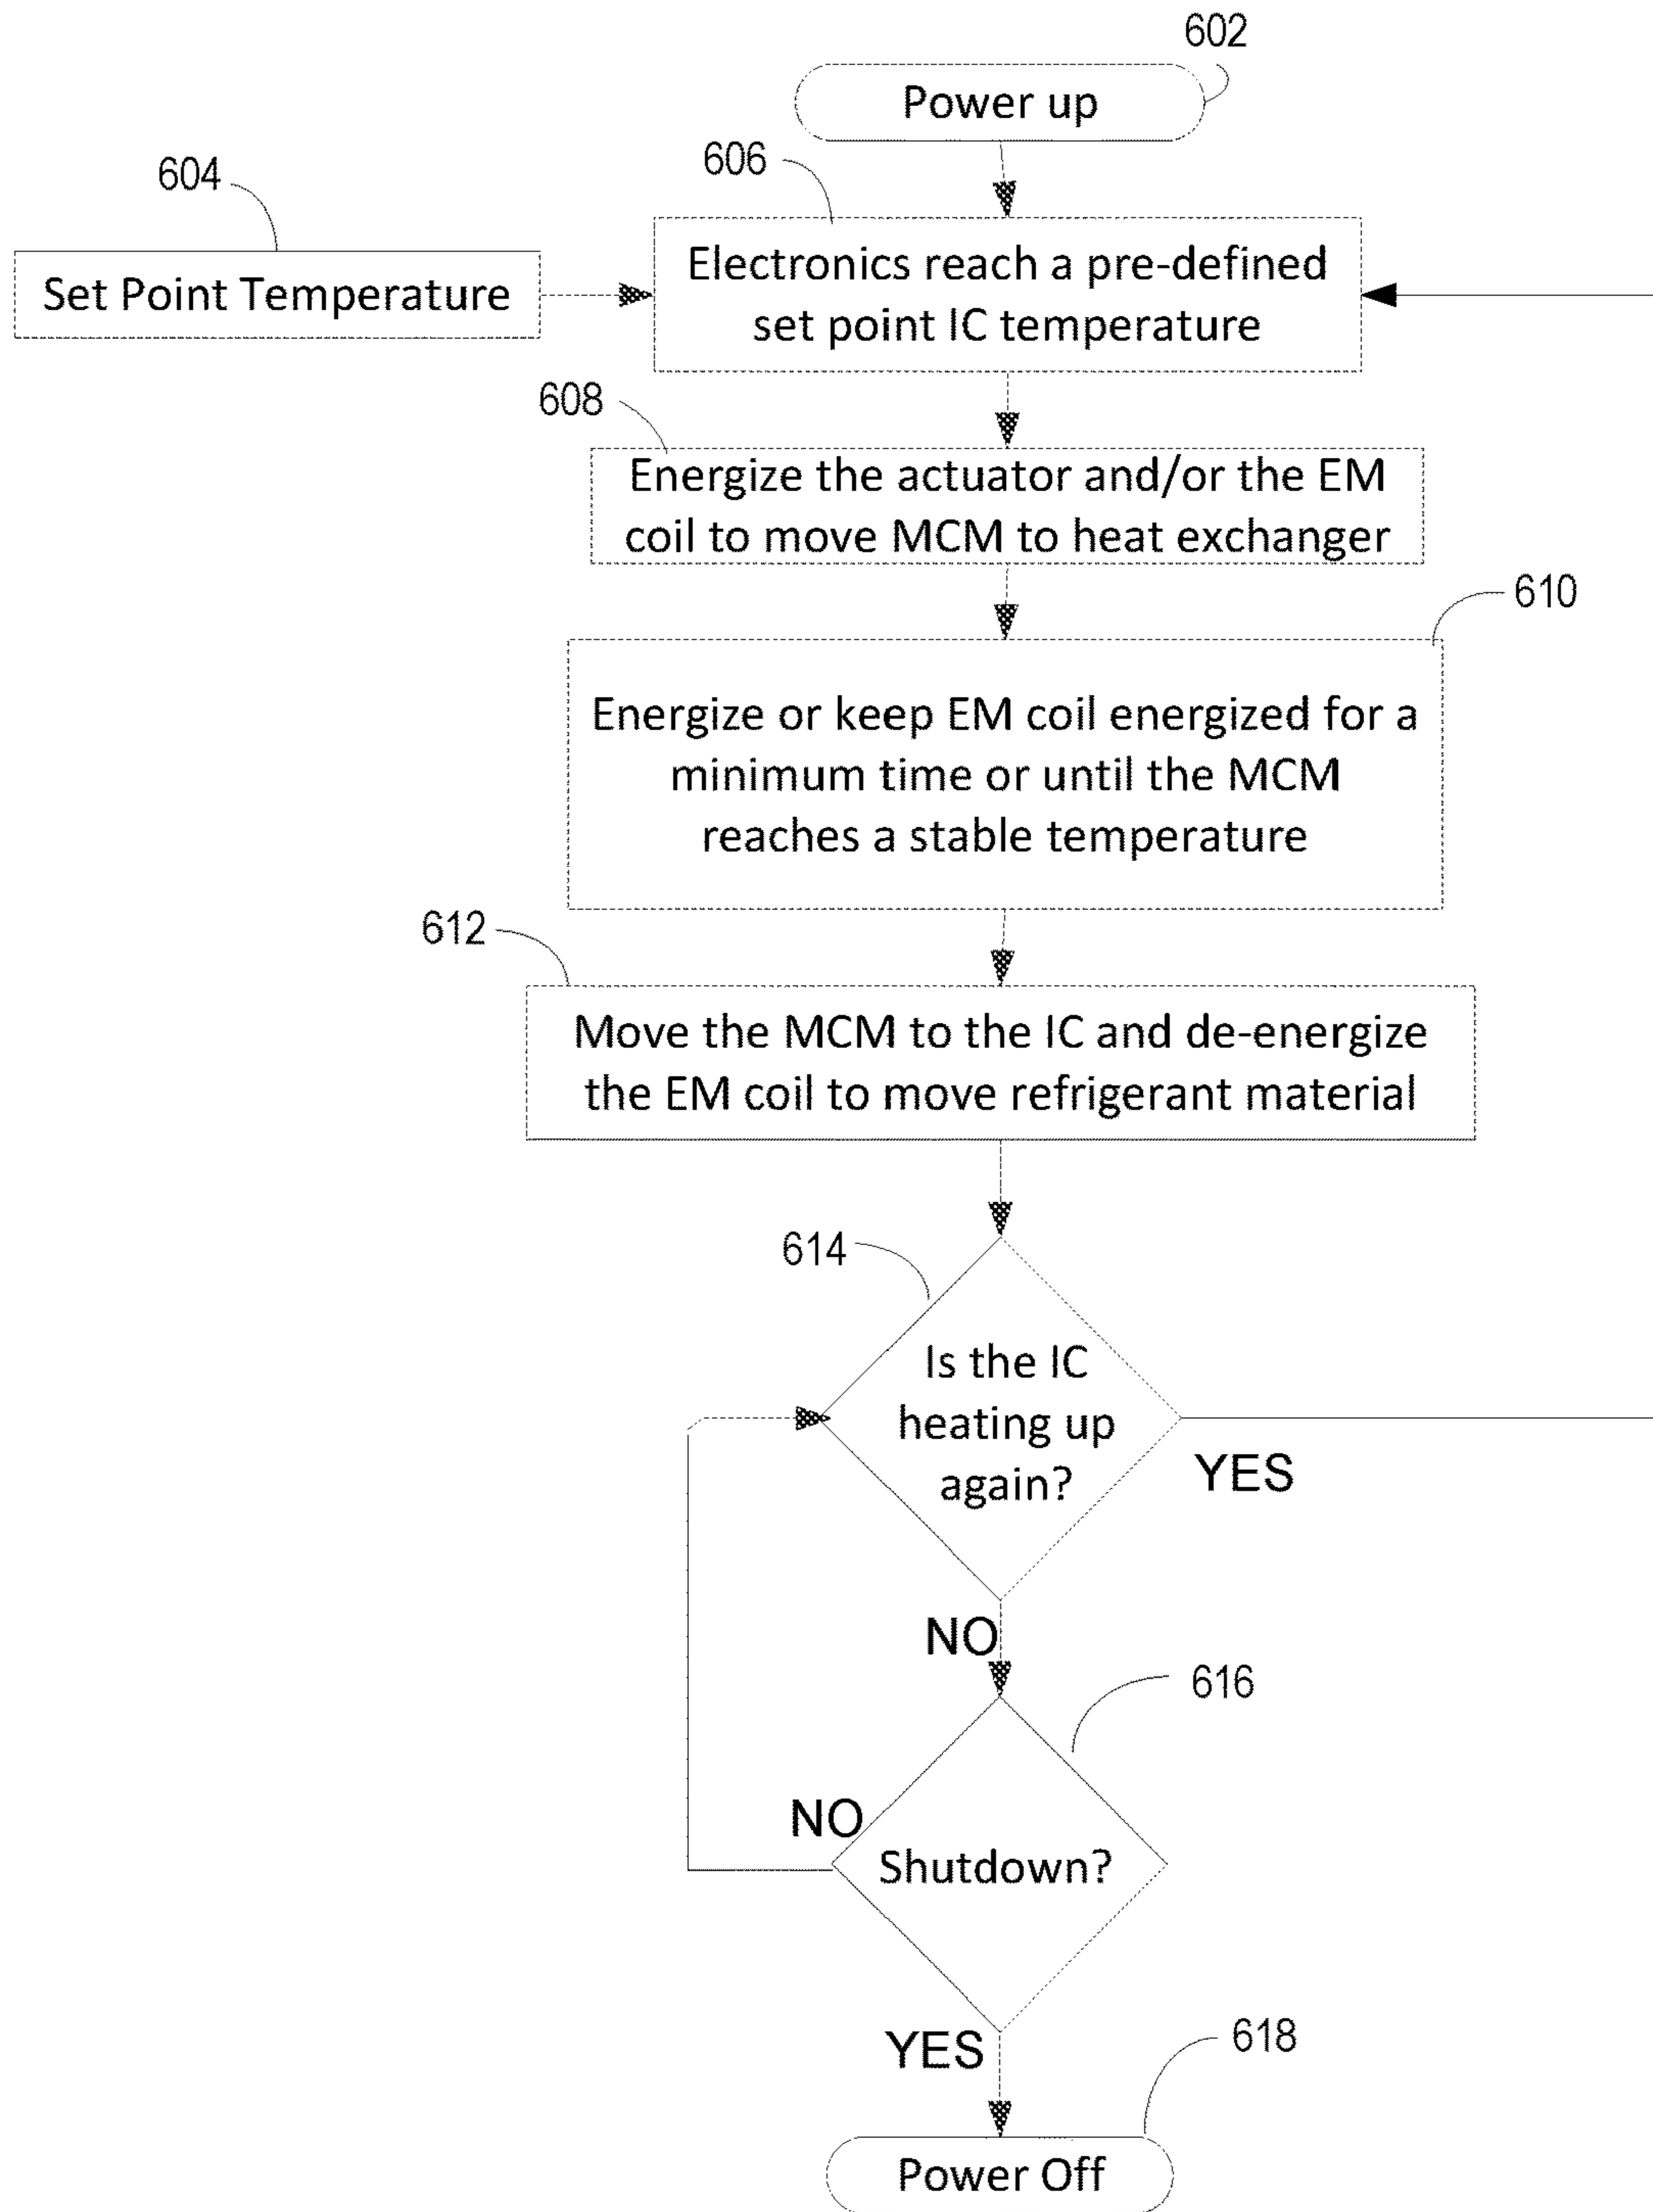 602
Power up
606
604
Electronics reach a pre-defined
set point IC temperature
Set Point Temperature
608
Energize the actuator and/or the EM
coil to move MCM to heat exchanger
610
Energize or keep EM coil energized for a
minimum time or until the MCM
reaches a stable temperature
612
Move the MCM to the IC and de-energize
the EM coil to move refrigerant material
614
Is the IC
heating up
again?
YES
NO
616
NO
Shutdown?
YES
618
Power Off